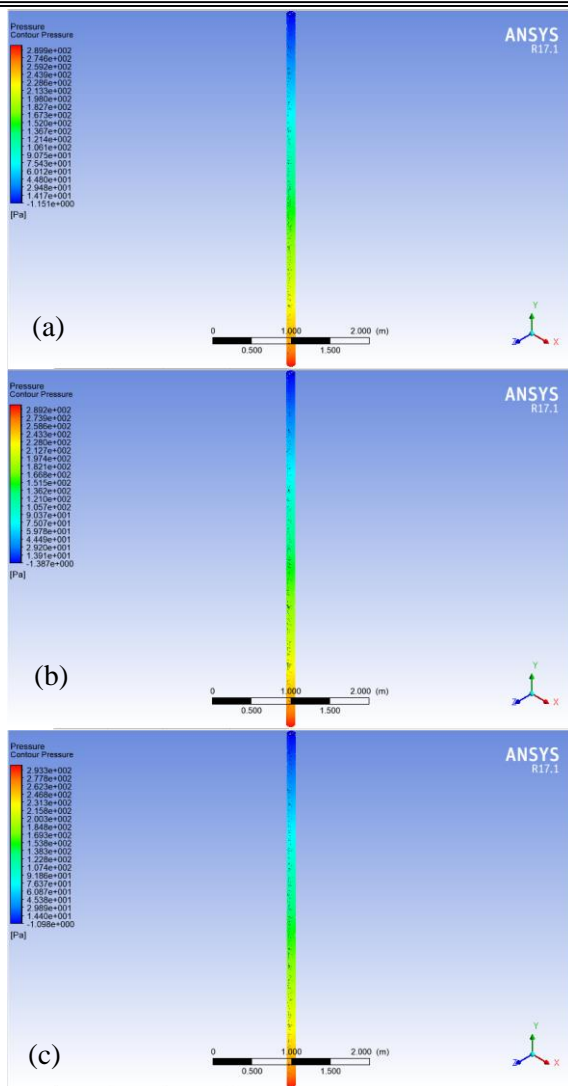 Pressure
Contour Pressure
2.899e+002
2.746e+002
2.592e+002
2.439e+002
2.286e+002
2.133e+002
1.980e+002
1.827e+002
1.673e+002
1.520e+002
1.367e+002
1.214e+002
1.061e+002
9.075e+001
7.543e+001
6.012e+001
4.480e+001
2.948e+001
1.417e+001
-1.151e+000
[Pa]
ANSYS
R17.1
(a)
0 1.000 2.000 (m)
0.500 1.500
Y
Z X
Pressure
Contour Pressure
2.892e+002
2.739e+002
2.586e+002
2.433e+002
2.280e+002
2.127e+002
1.974e+002
1.821e+002
1.668e+002
1.515e+002
1.362e+002
1.210e+002
1.057e+002
9.037e+001
7.507e+001
5.978e+001
4.449e+001
2.920e+001
1.391e+001
-1.387e+000
[Pa]
ANSYS
R17.1
(b)
0 1.000 2.000 (m)
0.500 1.500
Y
Z X
Pressure
Contour Pressure
2.933e+002
2.778e+002
2.623e+002
2.468e+002
2.313e+002
2.158e+002
2.003e+002
1.848e+002
1.693e+002
1.538e+002
1.383e+002
1.228e+002
1.074e+002
9.186e+001
7.637e+001
6.087e+001
4.538e+001
2.989e+001
1.440e+001
-1.098e+000
[Pa]
ANSYS
R17.1
(c)
0 1.000 2.000 (m)
0.500 1.500
Y
Z X